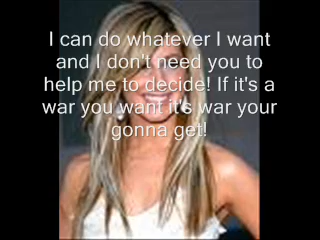 I can do whatever I want
and I don't need you to
help me to decide! If it's a
war you want it's war your
gonna get!